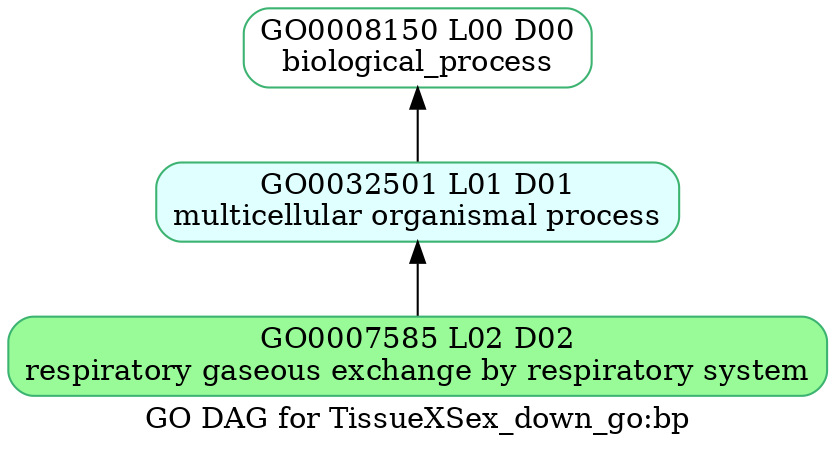 GO0008150 L00 D00
biological_process
GO0032501 L01 D01
multicellular organismal process
GO0007585 L02 D02
respiratory gaseous exchange by respiratory system
GO DAG for TissueXSex_down_go:bp